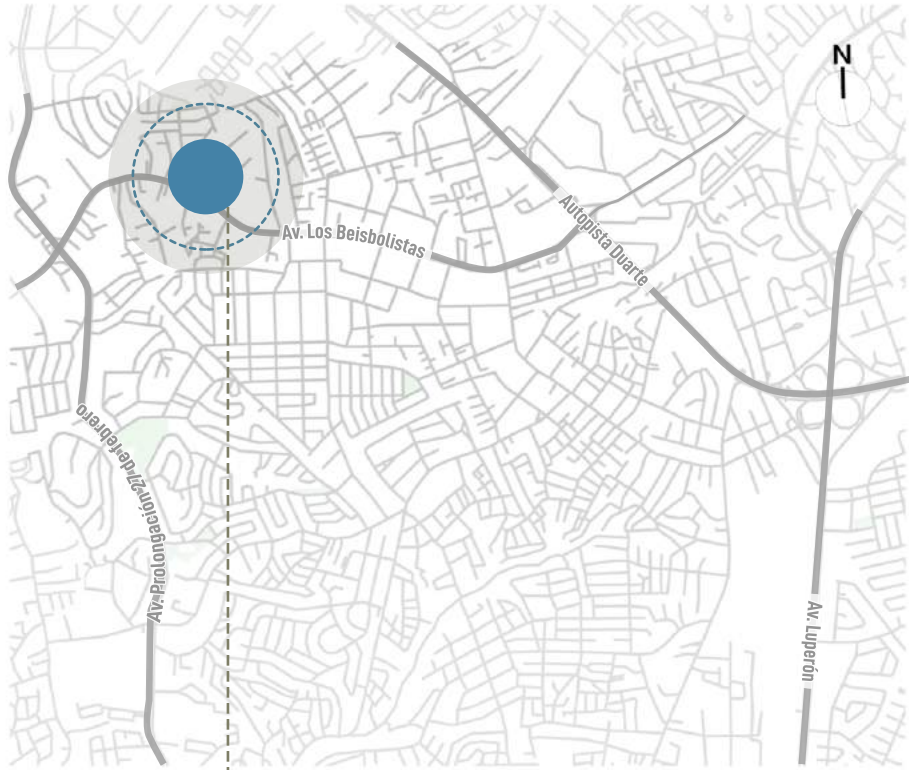 N
Autopista Duarte
Av. Los Beisbolistas
Av. Prolongación 27 de febrero
Av. Luperón